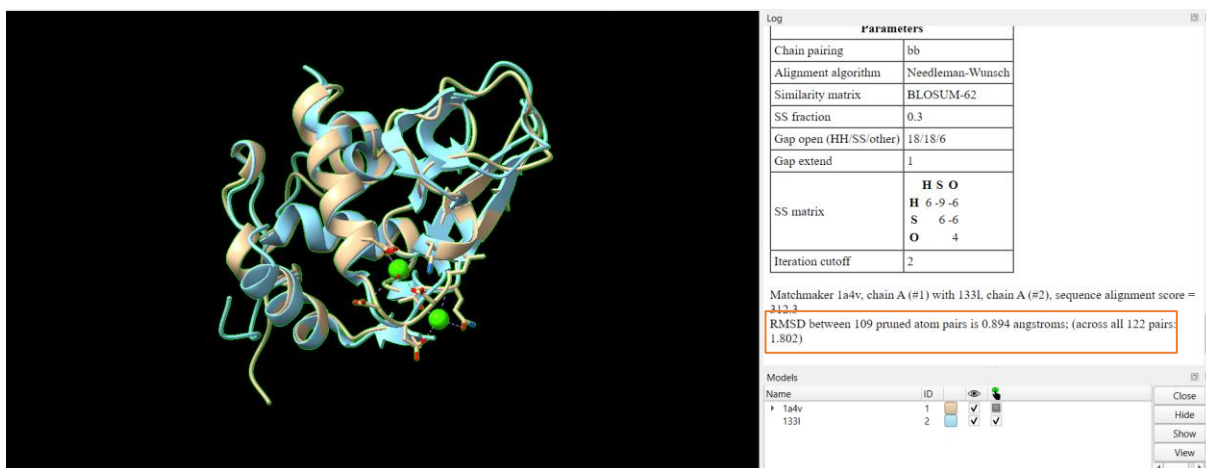 Log
Parameters
Chain pairing bb
Alignment algorithm Needleman-Wunsch
Similarity matrix BLOSUM-62
SS fraction 0.3
Gap open (HH/SS/other) 18/18/6
Gap extend 1
H S O
H 6 -9 -6
SS matrix
S 6 -6
O 4
Iteration cutoff 2
Matchmaker 1a4v, chain A (#1) with 133l, chain A (#2), sequence alignment score =
312.3
RMSD between 109 pruned atom pairs is 0.894 angstroms; (across all 122 pairs:
1.802)
Models
Name ID
1a4v 1
133l 2
Close
Hide
Show
View